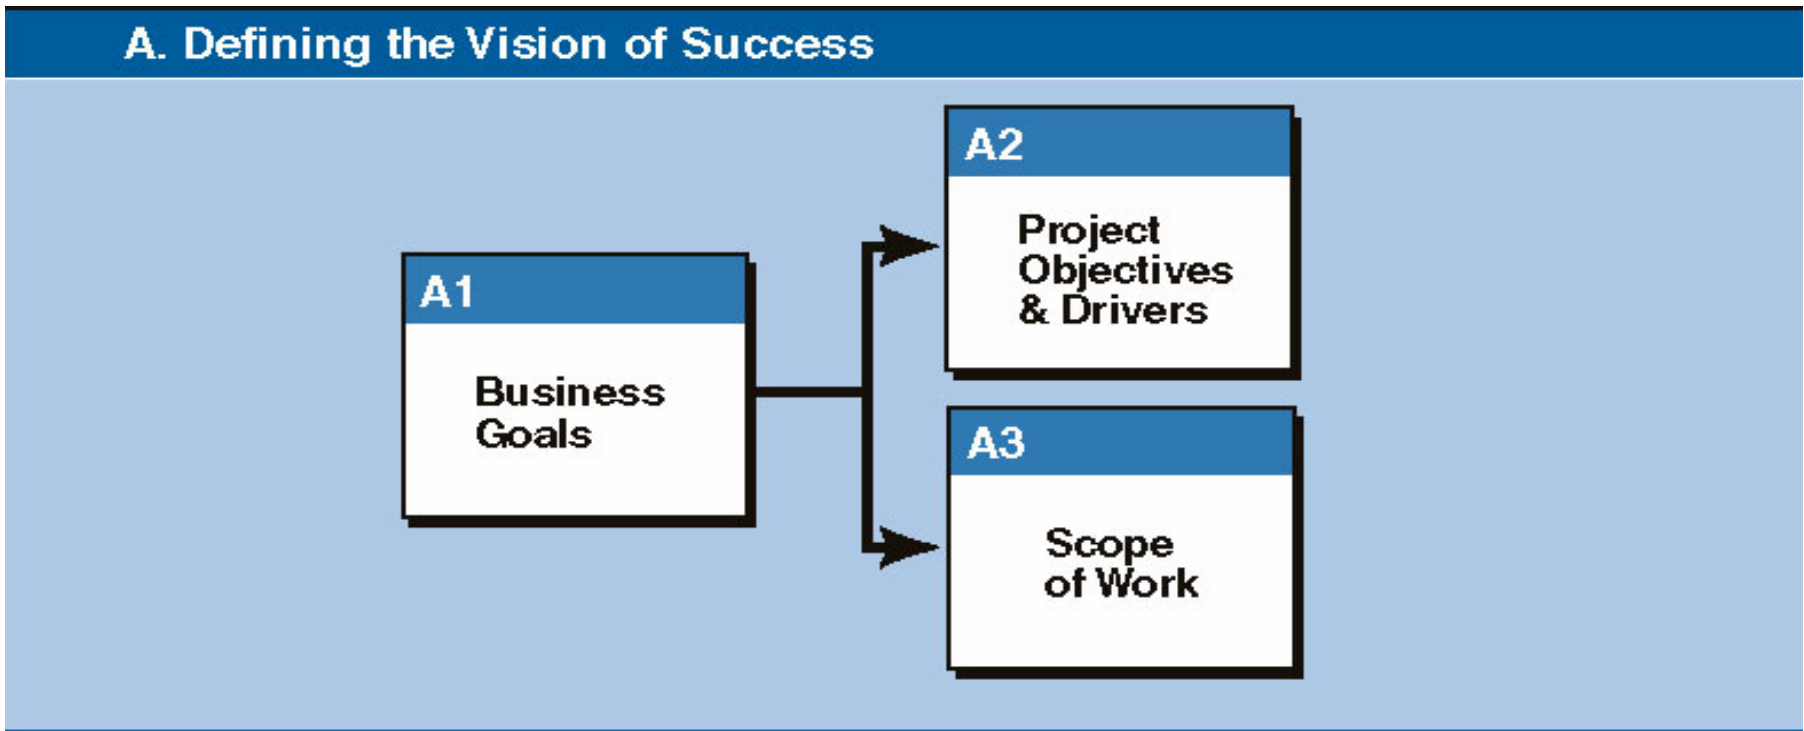 A. Defining the Vision of Success
A1
Business
Goals
A2
Project
Objectives
& Drivers
A3
Scope
of Work